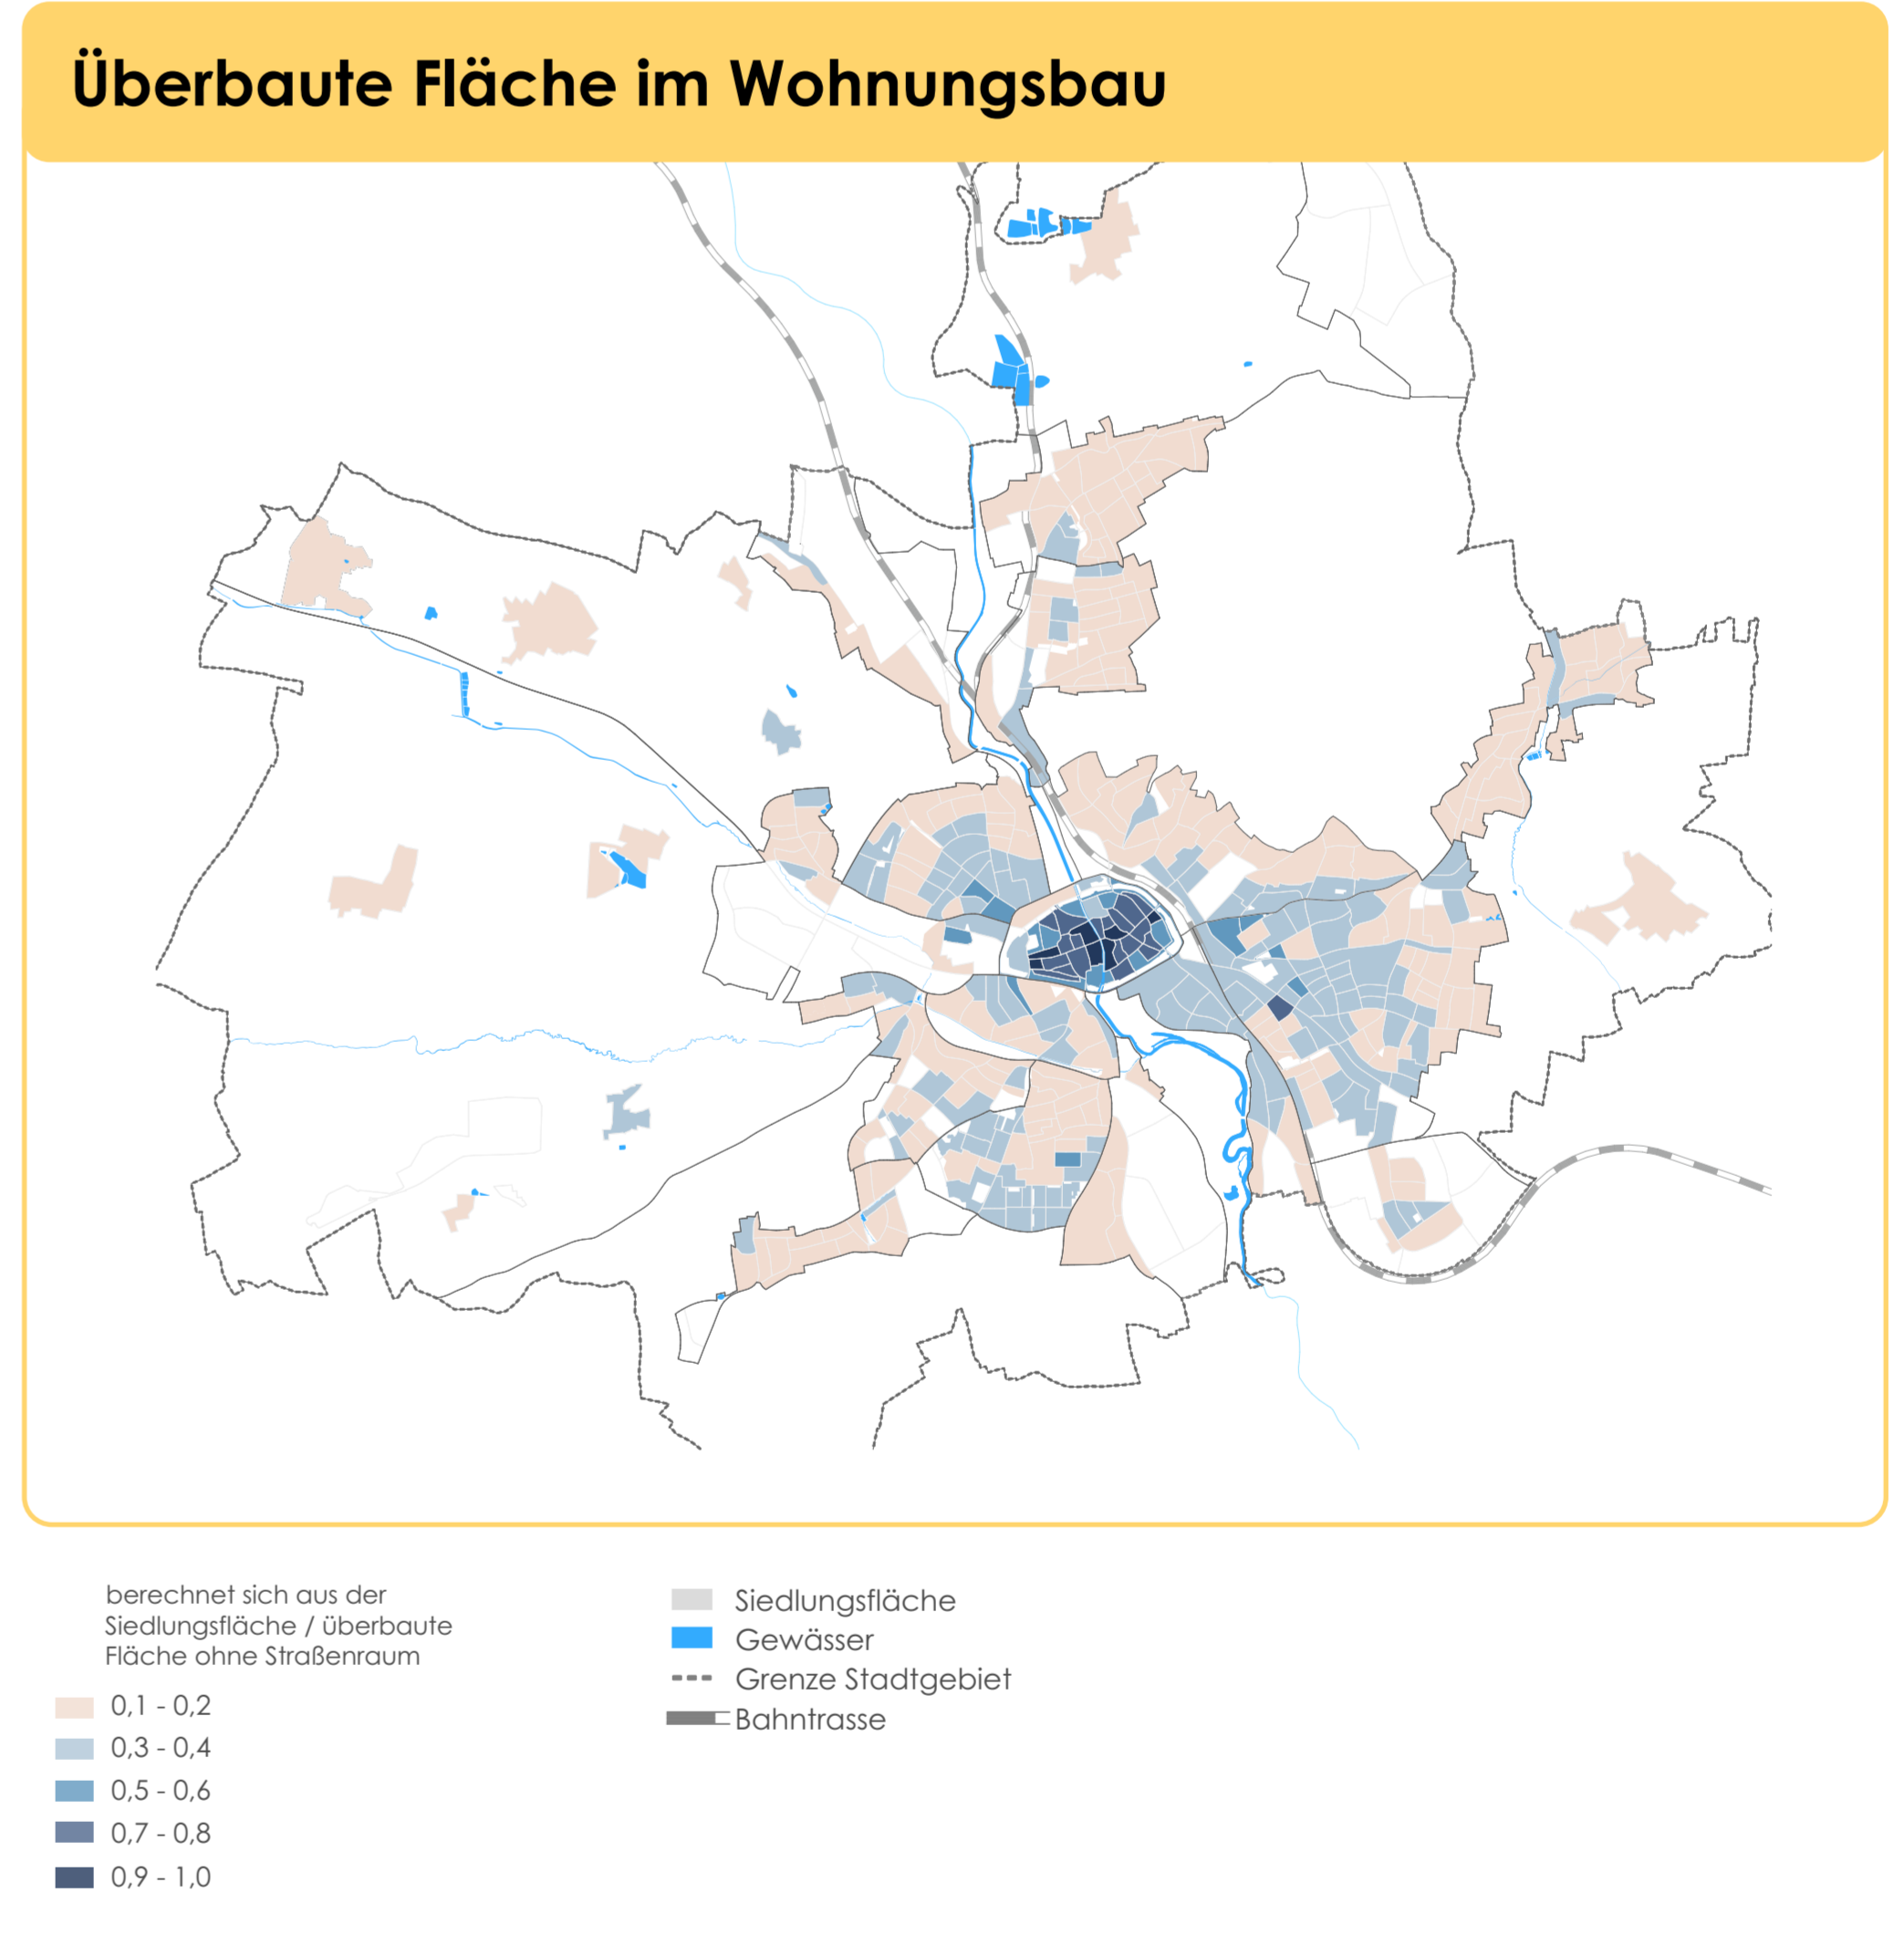 Überbaute Fläche im Wohnungsbau
berechnet sich aus der
Siedlungsfläche / überbaute
Fläche ohne Straßenraum
0,1 - 0,2
0,3 - 0,4
0,5 - 0,6
0,7 - 0,8
0,9 - 1,0
Siedlungsfläche
Gewässer
Grenze Stadtgebiet
Bahntrasse